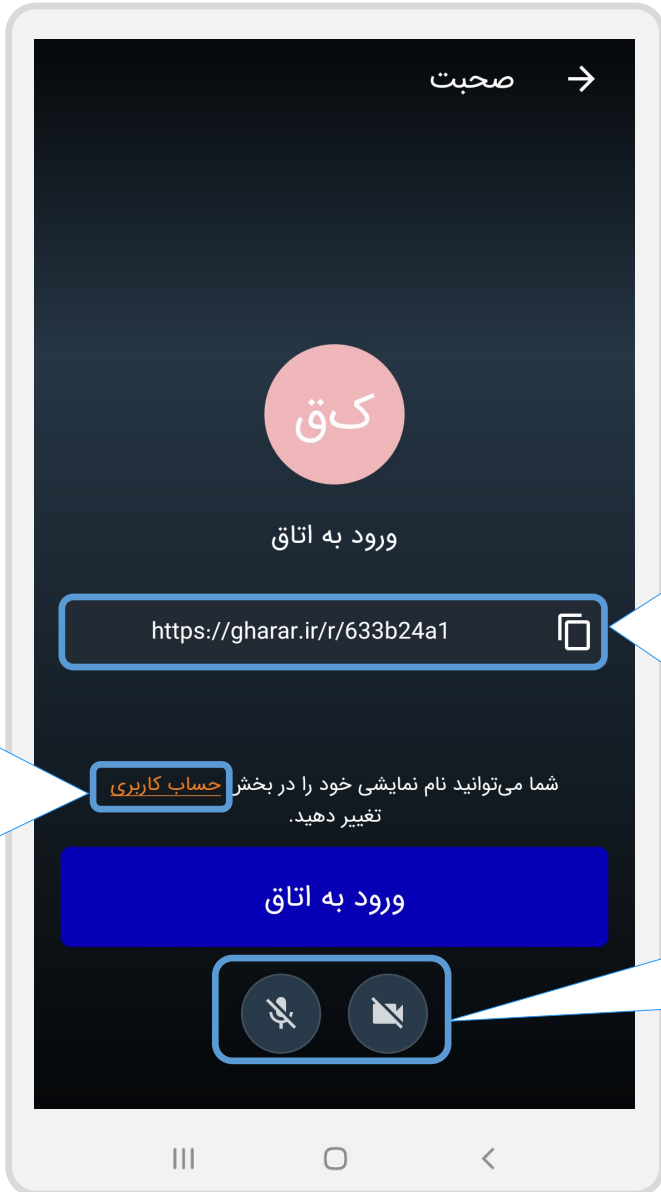 صحبت
کق
ورود به اتاق
https://gharar.ir/r/633b24a1
شما می‌توانید نام نمایشی خود را در بخش حساب کاربری
تغییر دهید.
ورود به اتاق